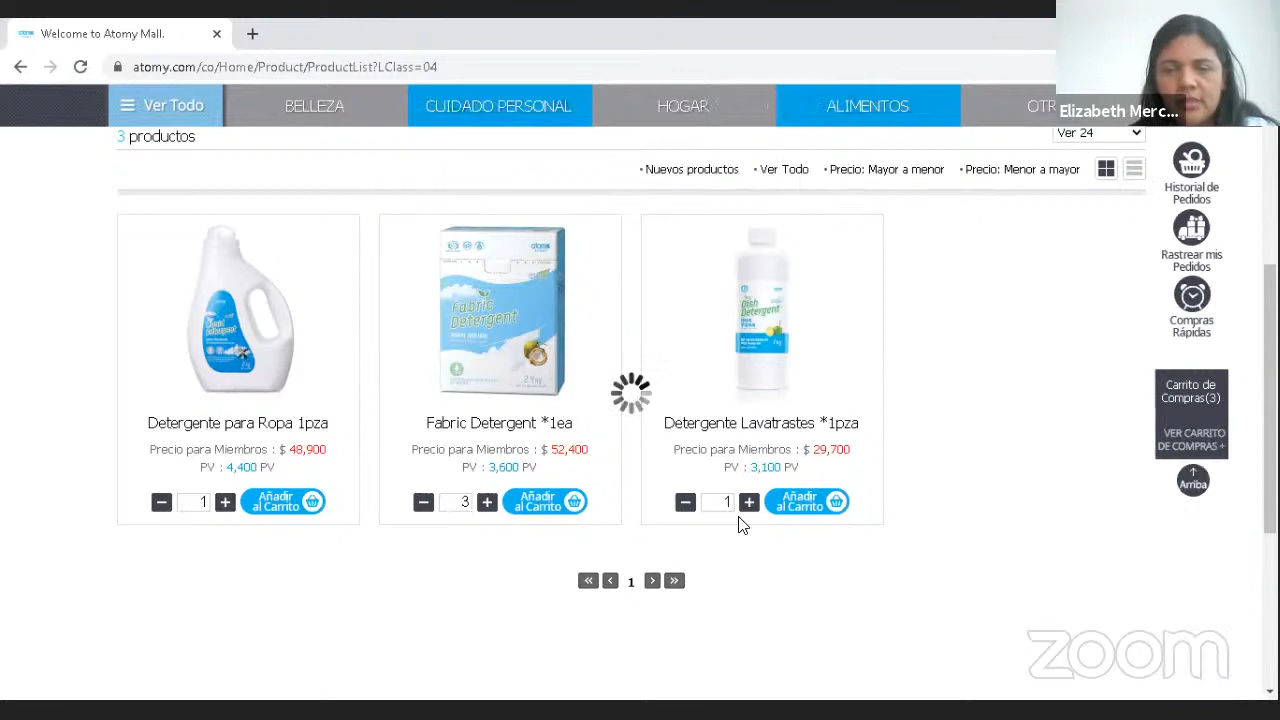 Welcome to Atomy Mall.
atomy.com/co/Home/Product/ProductList?LClass=04
Elizabeth Merc...
Ver Todo
BELLEZA
CUIDADO PERSONAL
HOGAR
ALIMENTOS
OTR
3 productos
Ver 24
• Nuevos productos
• Ver Todo
• Precio: Mayor a menor
• Precio: Menor a mayor
Historial de
Pedidos
Rastrear mis
Pedidos
Compras
Rápidas
Carrito de
Compras(3)
VER CARRITO
DE COMPRAS +
Arriba
atomy
Fabric
Detergent
2.4kg
Dish
Detergent
Detergente para Ropa 1pza
Precio para Miembros : $ 48,900
PV : 4,400 PV
1
Añadir
al Carrito
Fabric Detergent *1ea
Precio para Miembros : $ 52,400
PV : 3,600 PV
3
Añadir
al Carrito
Detergente Lavatrastes *1pza
Precio para Miembros : $ 29,700
PV : 3,100 PV
1
Añadir
al Carrito
1
zoom